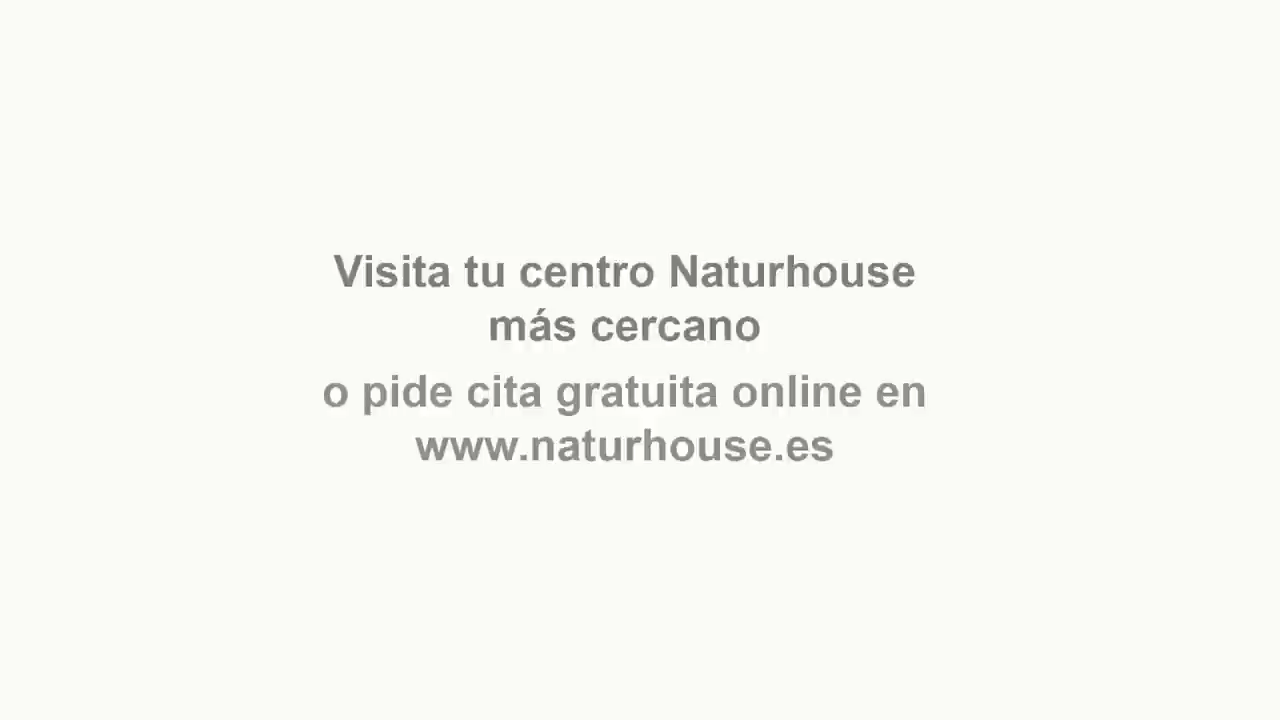 Visita tu centro Naturhouse
más cercano
o pide cita gratuita online en
www.naturhouse.es